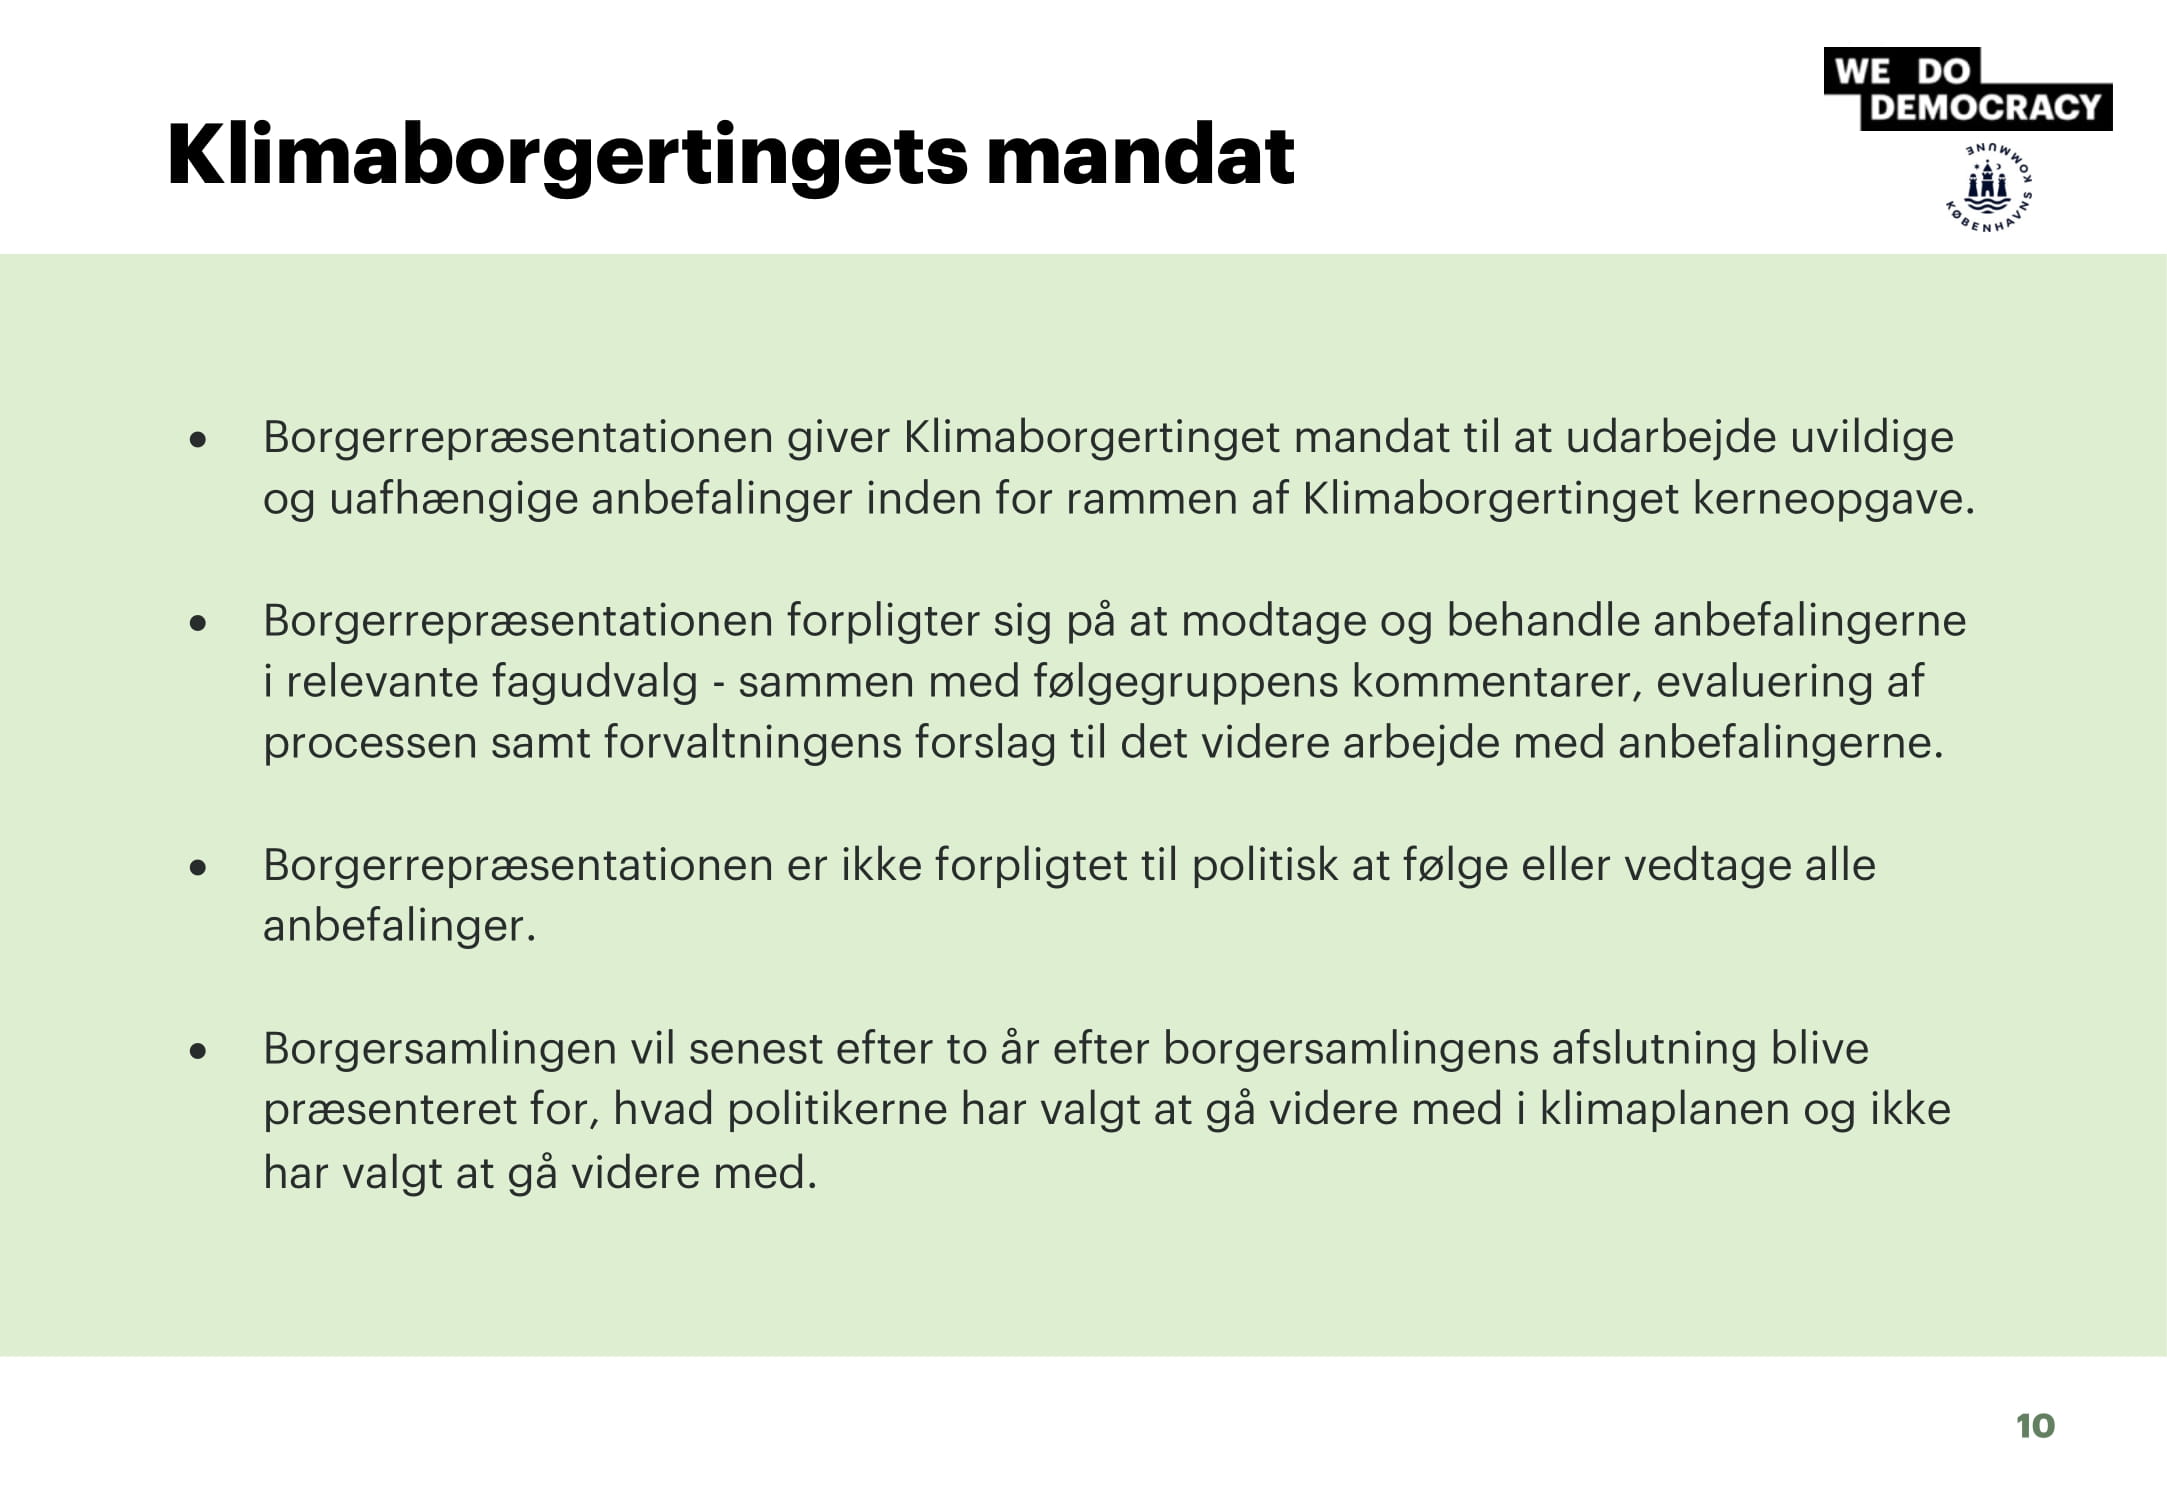 WE DO
DEMOCRACY
Klimaborgertingets mandat
KØBENHAVNS KOMMUNE
• Borgerrepræsentationen giver Klimaborgertinget mandat til at udarbejde uvildige
og uafhængige anbefalinger inden for rammen af Klimaborgertinget kerneopgave.
• Borgerrepræsentationen forpligter sig på at modtage og behandle anbefalingerne
i relevante fagudvalg - sammen med følgegruppens kommentarer, evaluering af
processen samt forvaltningens forslag til det videre arbejde med anbefalingerne.
• Borgerrepræsentationen er ikke forpligtet til politisk at følge eller vedtage alle
anbefalinger.
• Borgersamlingen vil senest efter to år efter borgersamlingens afslutning blive
præsenteret for, hvad politikerne har valgt at gå videre med i klimaplanen og ikke
har valgt at gå videre med.
10